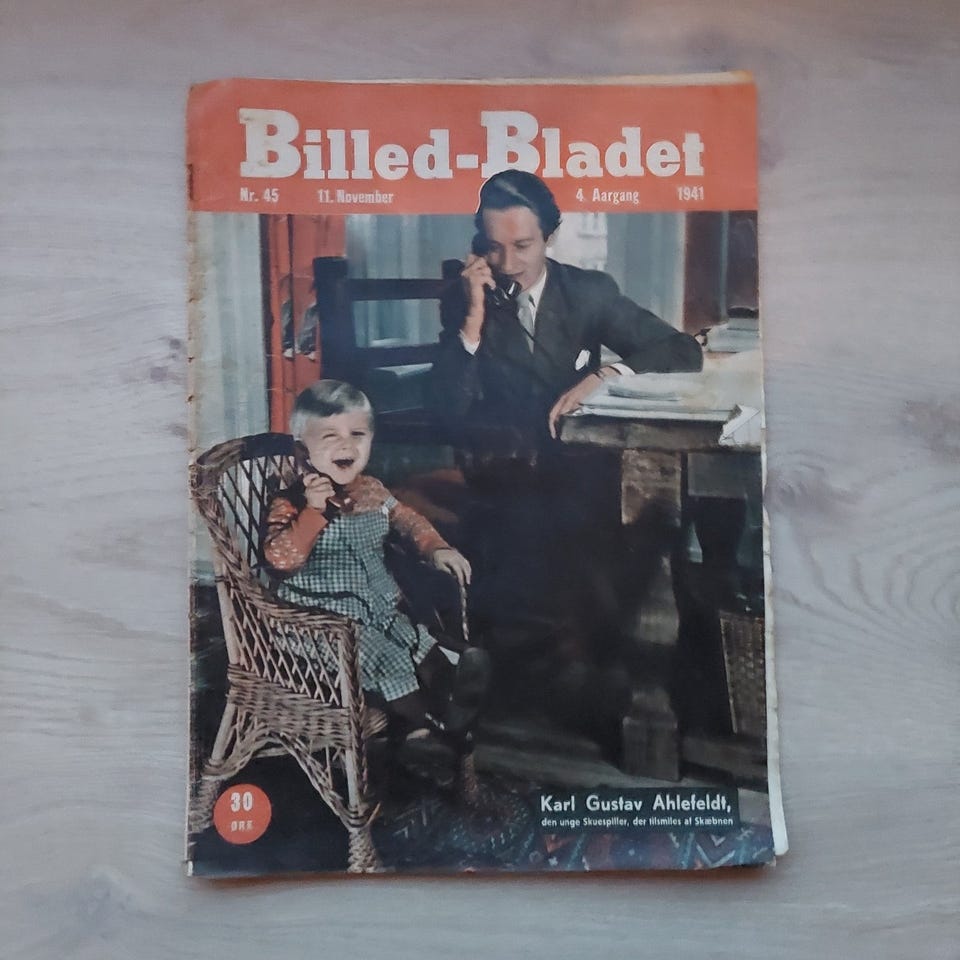 Billed-Bladet
Nr. 45 11. November 4. Aargang 1941
30
ØRE
Karl Gustav Ahlefeldt,
den unge Skuespiller, der tilsmiles af Skæbnen